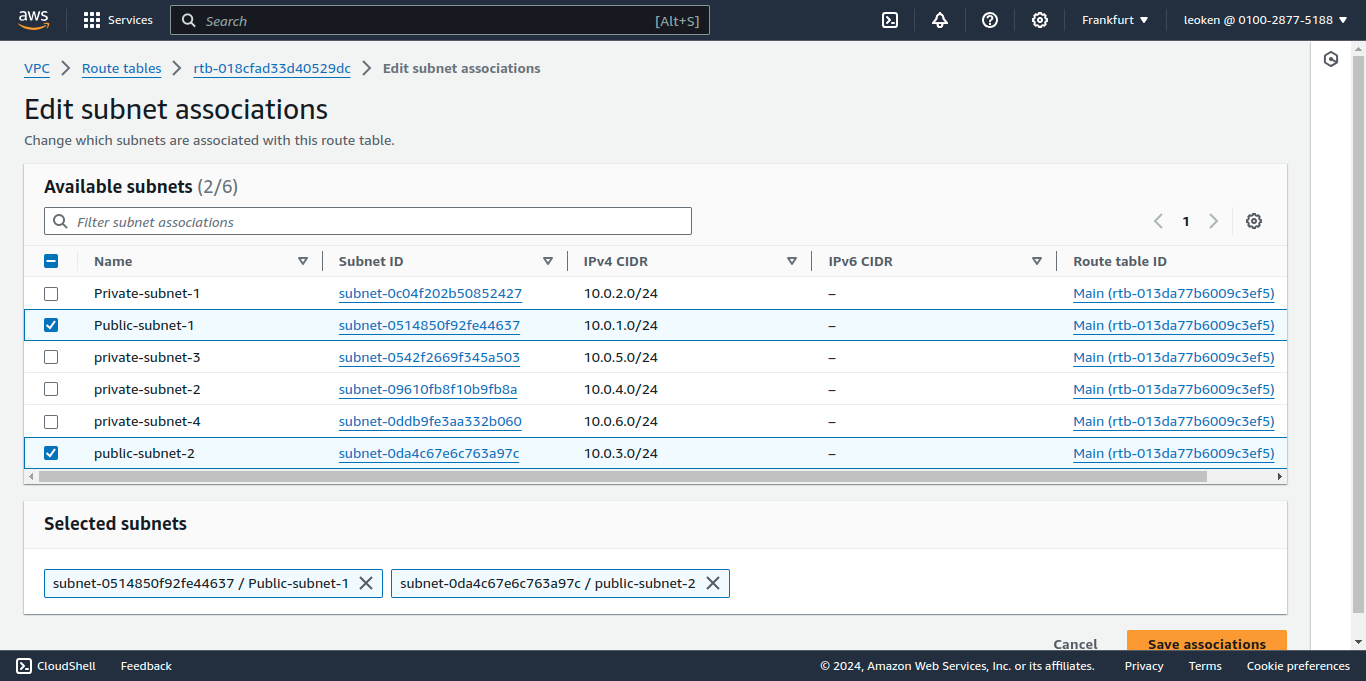 aws Services Search [Alt+S] Frankfurt leoken @ 0100-2877-5188
VPC Route tables rtb-018cfad33d40529dc Edit subnet associations
Edit subnet associations
Change which subnets are associated with this route table.
Available subnets (2/6)
Filter subnet associations 1
Name Subnet ID IPv4 CIDR IPv6 CIDR Route table ID
Private-subnet-1 subnet-0c04f202b50852427 10.0.2.0/24 – Main (rtb-013da77b6009c3ef5)
Public-subnet-1 subnet-0514850f92fe44637 10.0.1.0/24 – Main (rtb-013da77b6009c3ef5)
private-subnet-3 subnet-0542f2669f345a503 10.0.5.0/24 – Main (rtb-013da77b6009c3ef5)
private-subnet-2 subnet-09610fb8f10b9fb8a 10.0.4.0/24 – Main (rtb-013da77b6009c3ef5)
private-subnet-4 subnet-0ddb9fe3aa332b060 10.0.6.0/24 – Main (rtb-013da77b6009c3ef5)
public-subnet-2 subnet-0da4c67e6c763a97c 10.0.3.0/24 – Main (rtb-013da77b6009c3ef5)
Selected subnets
subnet-0514850f92fe44637 / Public-subnet-1 subnet-0da4c67e6c763a97c / public-subnet-2
Cancel Save associations
CloudShell Feedback © 2024, Amazon Web Services, Inc. or its affiliates. Privacy Terms Cookie preferences